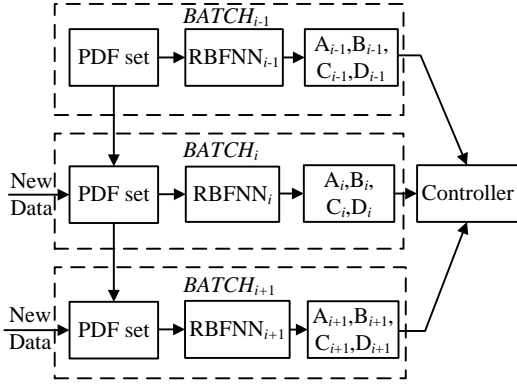 BATCH_{i-1}
PDF set
RBFNN_{i-1}
A_{i-1},B_{i-1},
C_{i-1},D_{i-1}
BATCH_i
New
Data
PDF set
RBFNN_i
A_i,B_i,
C_i,D_i
Controller
BATCH_{i+1}
New
Data
PDF set
RBFNN_{i+1}
A_{i+1},B_{i+1},
C_{i+1},D_{i+1}